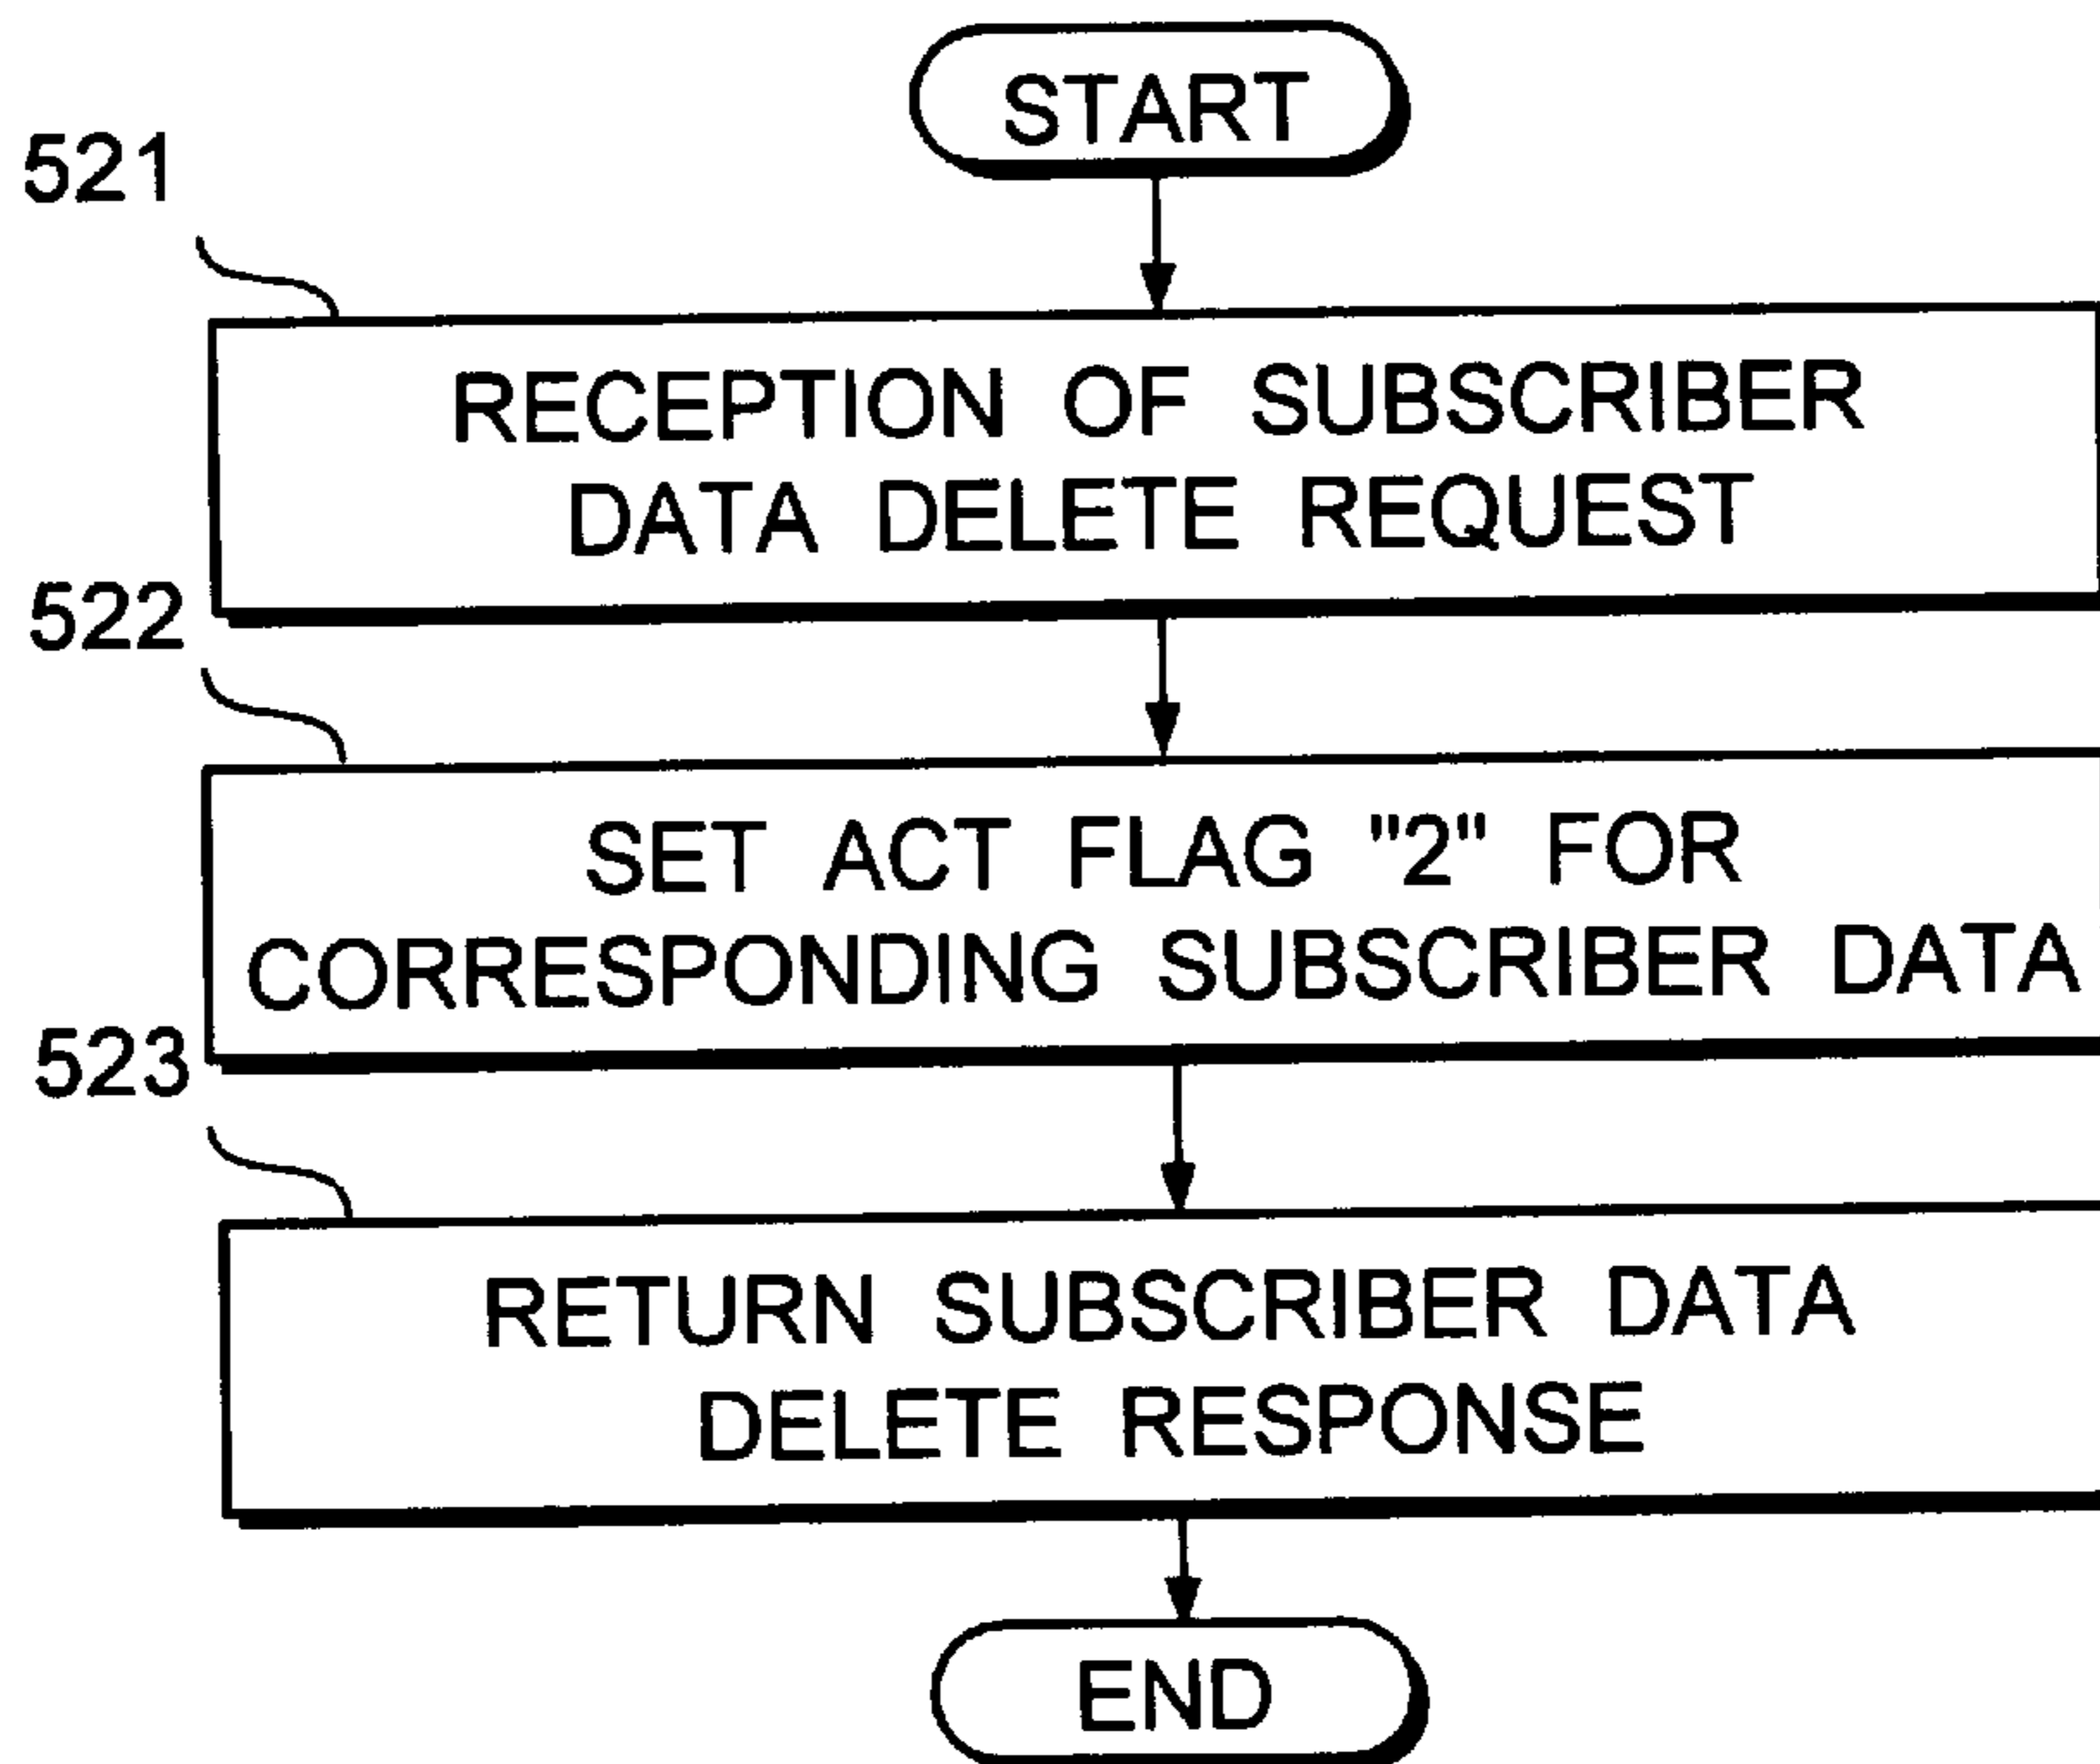 START
521
RECEPTION OF SUBSCRIBER
DATA DELETE REQUEST
522
SET ACT FLAG "2" FOR
CORRESPONDING SUBSCRIBER DATA
523
RETURN SUBSCRIBER DATA
DELETE RESPONSE
END